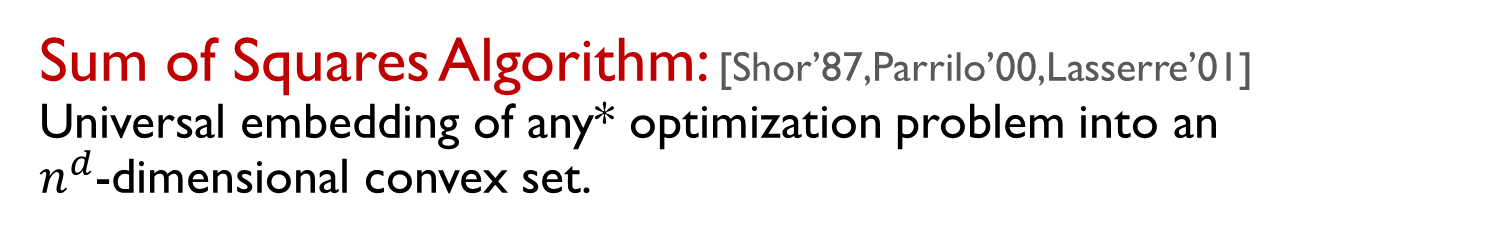 Sum of Squares Algorithm: [Shor’87,Parrilo’00,Lasserre’01]
Universal embedding of any* optimization problem into an
$n^d$-dimensional convex set.